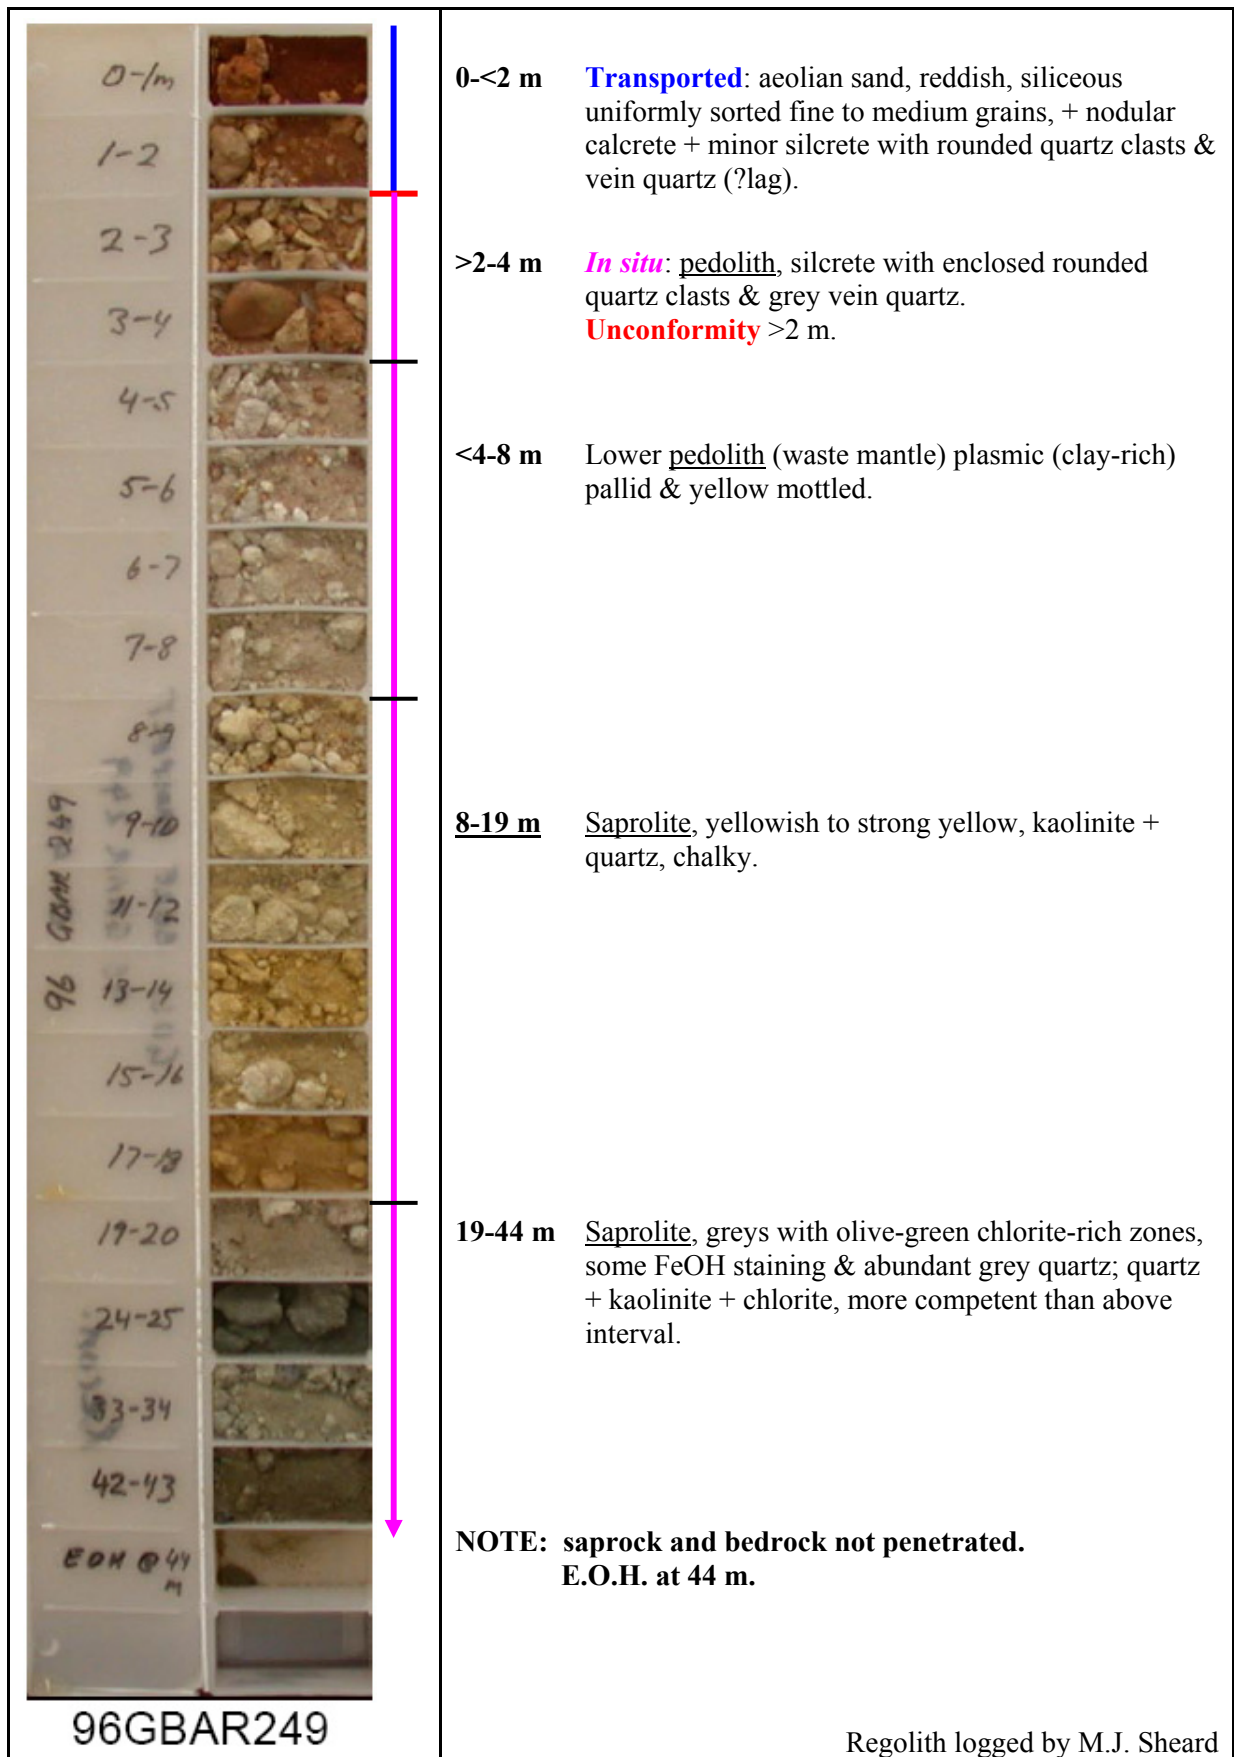 0-1m
1-2
2-3
3-4
4-5
5-6
6-7
7-8
8-9
9-10
11-12
13-14
15-16
17-18
19-20
24-25
33-34
42-43
EOH @ 44
m
96 GBAR 249
96GBAR249
0-<2 m Transported: aeolian sand, reddish, siliceous
uniformly sorted fine to medium grains, + nodular
calcrete + minor silcrete with rounded quartz clasts &
vein quartz (?lag).
>2-4 m In situ: pedolith, silcrete with enclosed rounded
quartz clasts & grey vein quartz.
Unconformity >2 m.
<4-8 m Lower pedolith (waste mantle) plasmic (clay-rich)
pallid & yellow mottled.
8-19 m Saprolite, yellowish to strong yellow, kaolinite +
quartz, chalky.
19-44 m Saprolite, greys with olive-green chlorite-rich zones,
some FeOH staining & abundant grey quartz; quartz
+ kaolinite + chlorite, more competent than above
interval.
NOTE: saprock and bedrock not penetrated.
E.O.H. at 44 m.
Regolith logged by M.J. Sheard